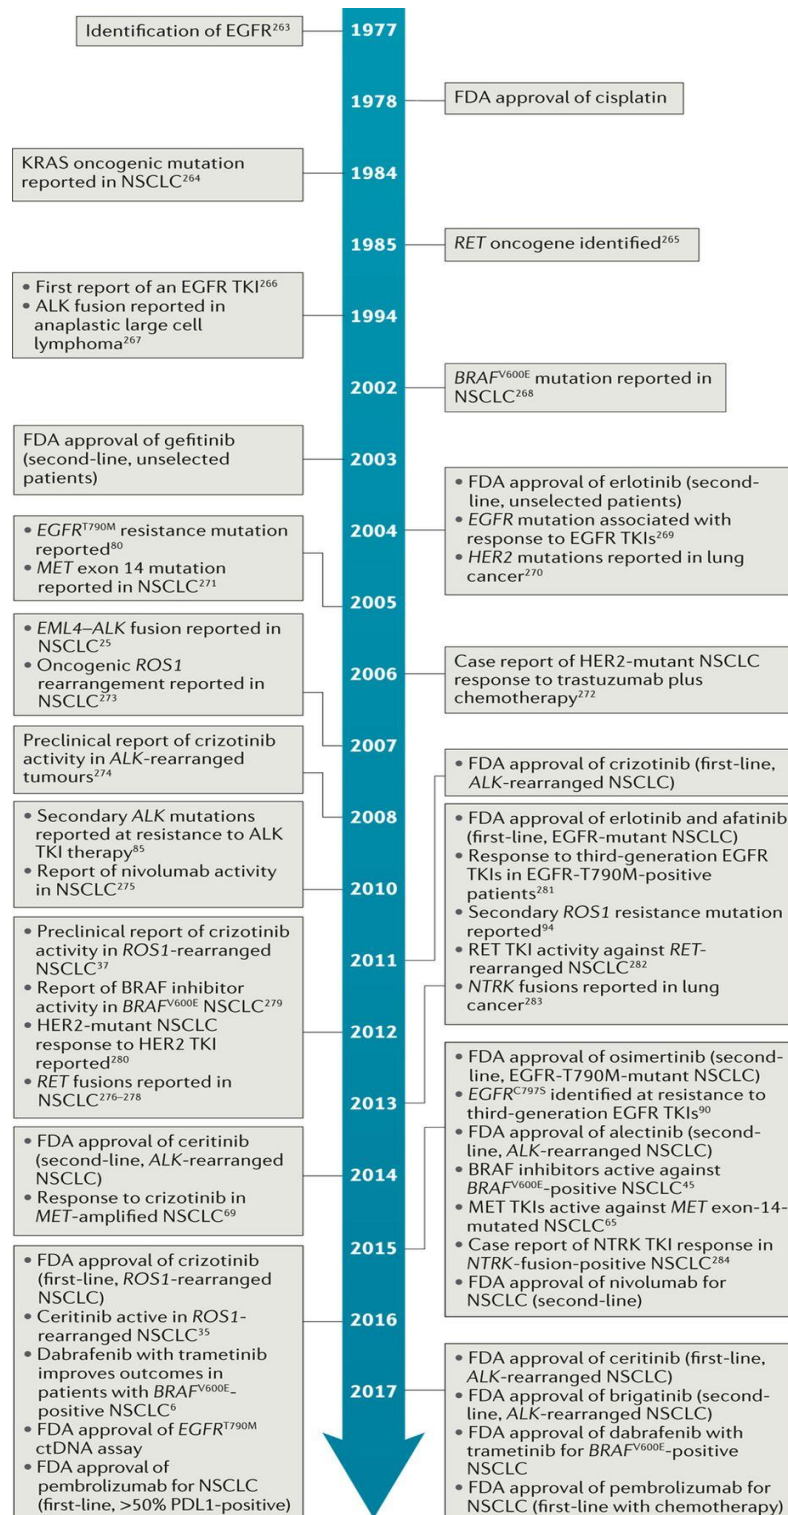 Identification of EGFR²⁶³
1977
1978
FDA approval of cisplatin
KRAS oncogenic mutation
reported in NSCLC²⁶⁴
1984
1985
RET oncogene identified²⁶⁵
• First report of an EGFR TKI²⁶⁶
• ALK fusion reported in
anaplastic large cell
lymphoma²⁶⁷
1994
2002
BRAFⱽ⁶⁰⁰ᴱ mutation reported in
NSCLC²⁶⁸
FDA approval of gefitinib
(second-line, unselected
patients)
2003
2004
• FDA approval of erlotinib (second-
line, unselected patients)
• EGFR mutation associated with
response to EGFR TKIs²⁶⁹
• HER2 mutations reported in lung
cancer²⁷⁰
• EGFRᵀ⁷⁹⁰ᴹ resistance mutation
reported⁸⁰
• MET exon 14 mutation
reported in NSCLC²⁷¹
2005
2006
Case report of HER2-mutant NSCLC
response to trastuzumab plus
chemotherapy²⁷²
• EML4–ALK fusion reported in
NSCLC²⁵
• Oncogenic ROS1
rearrangement reported in
NSCLC²⁷³
2007
Preclinical report of crizotinib
activity in ALK-rearranged
tumours²⁷⁴
2008
• Secondary ALK mutations
reported at resistance to ALK
TKI therapy⁸⁵
• Report of nivolumab activity
in NSCLC²⁷⁵
2010
2011
• FDA approval of crizotinib (first-line,
ALK-rearranged NSCLC)
• Preclinical report of crizotinib
activity in ROS1-rearranged
NSCLC³⁷
• Report of BRAF inhibitor
activity in BRAFⱽ⁶⁰⁰ᴱ NSCLC²⁷⁹
• HER2-mutant NSCLC
response to HER2 TKI
reported²⁸⁰
• RET fusions reported in
NSCLC²⁷⁶⁻²⁷⁸
2012
2013
• FDA approval of erlotinib and afatinib
(first-line, EGFR-mutant NSCLC)
• Response to third-generation EGFR
TKIs in EGFR-T790M-positive
patients²⁸¹
• Secondary ROS1 resistance mutation
reported⁹⁴
• RET TKI activity against RET-
rearranged NSCLC²⁸²
• NTRK fusions reported in lung
cancer²⁸³
• FDA approval of ceritinib
(second-line, ALK-rearranged
NSCLC)
• Response to crizotinib in
MET-amplified NSCLC⁶⁹
2014
2015
• FDA approval of osimertinib (second-
line, EGFR-T790M-mutant NSCLC)
• EGFRᶜ⁷⁹⁷ˢ identified at resistance to
third-generation EGFR TKIs⁹⁰
• FDA approval of alectinib (second-
line, ALK-rearranged NSCLC)
• BRAF inhibitors active against
BRAFⱽ⁶⁰⁰ᴱ-positive NSCLC⁴⁵
• MET TKIs active against MET exon-14-
mutated NSCLC⁶⁵
• Case report of NTRK TKI response in
NTRK-fusion-positive NSCLC²⁸⁴
• FDA approval of nivolumab for
NSCLC (second-line)
• FDA approval of crizotinib
(first-line, ROS1-rearranged
NSCLC)
• Ceritinib active in ROS1-
rearranged NSCLC³⁵
• Dabrafenib with trametinib
improves outcomes in
patients with BRAFⱽ⁶⁰⁰ᴱ-
positive NSCLC⁶
• FDA approval of EGFRᵀ⁷⁹⁰ᴹ
ctDNA assay
• FDA approval of
pembrolizumab for NSCLC
(first-line, >50% PDL1-positive)
2016
2017
• FDA approval of ceritinib (first-line,
ALK-rearranged NSCLC)
• FDA approval of brigatinib (second-
line, ALK-rearranged NSCLC)
• FDA approval of dabrafenib with
trametinib for BRAFⱽ⁶⁰⁰ᴱ-positive
NSCLC
• FDA approval of pembrolizumab for
NSCLC (first-line with chemotherapy)